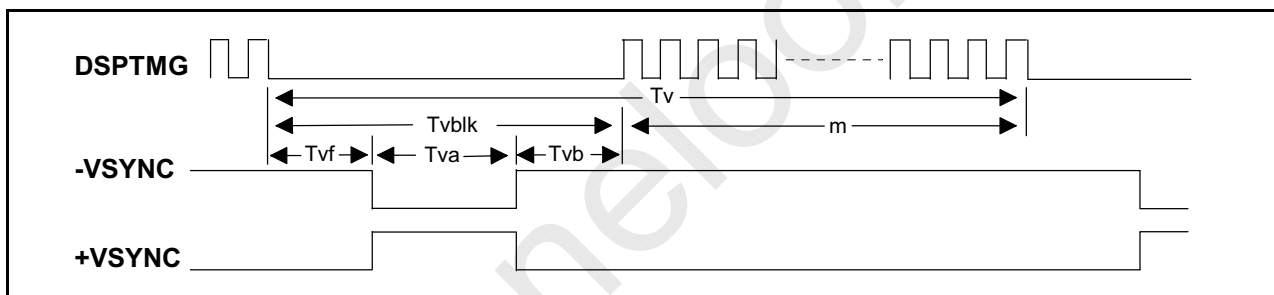 DSPTMG
Tv
Tvblk
m
Tvf
Tva
Tvb
-VSYNC
+VSYNC